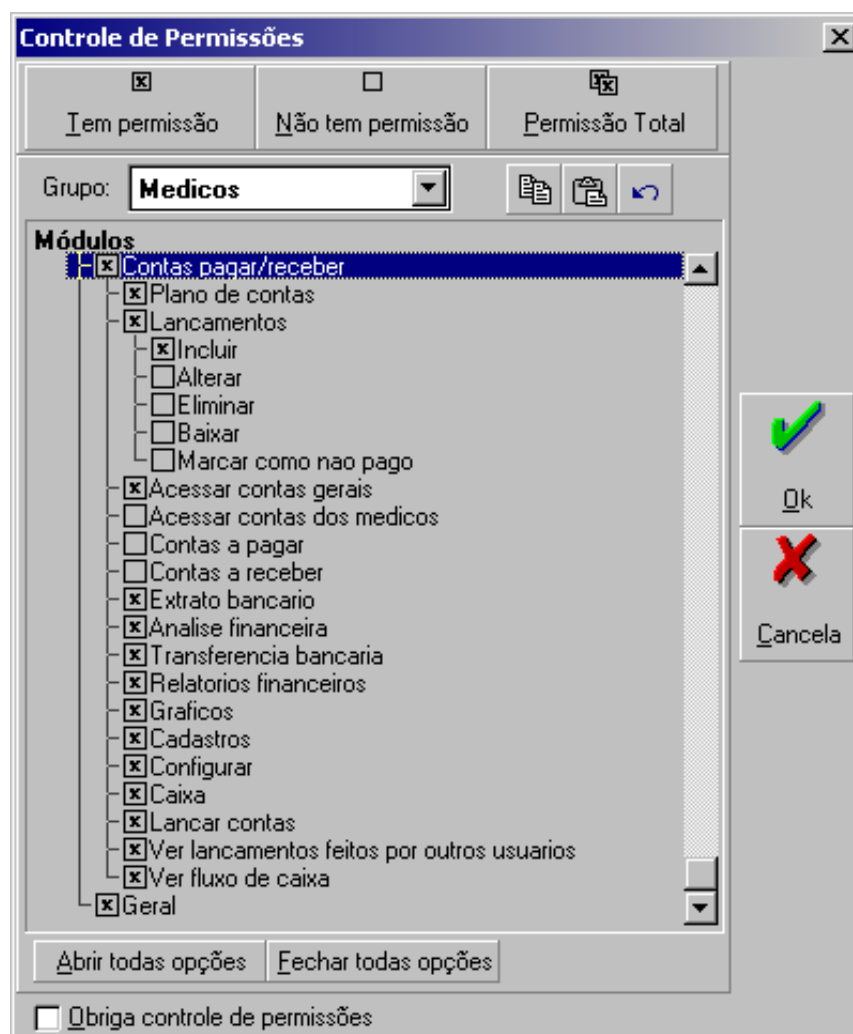 Controle de Permissões
Tem permissão
Não tem permissão
Permissão Total
Grupo: Medicos
Módulos
Contas pagar/receber
Plano de contas
Lancamentos
Incluir
Alterar
Eliminar
Baixar
Marcar como nao pago
Acessar contas gerais
Acessar contas dos medicos
Contas a pagar
Contas a receber
Extrato bancario
Analise financeira
Transferencia bancaria
Relatorios financeiros
Graficos
Cadastros
Configurar
Caixa
Lancar contas
Ver lancamentos feitos por outros usuarios
Ver fluxo de caixa
Geral
Ok
Cancela
Abrir todas opções
Fechar todas opções
Obriga controle de permissões